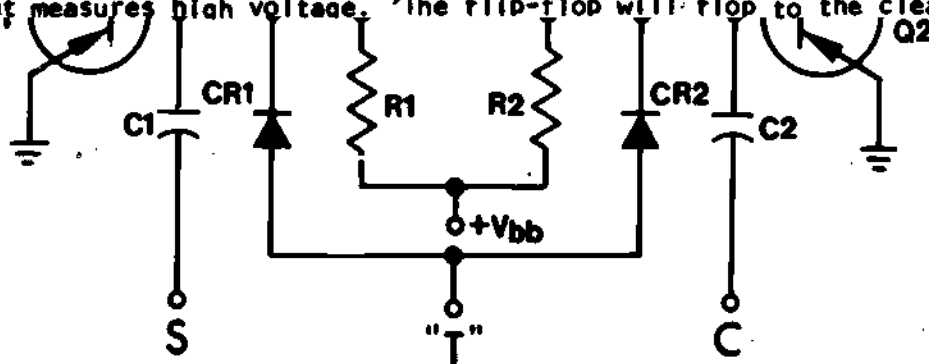 measures high voltage. The flip-flop will flop to the clea
Q2
CR1
R1
R2
CR2
C1
C2
+Vbb
S
"T"
C